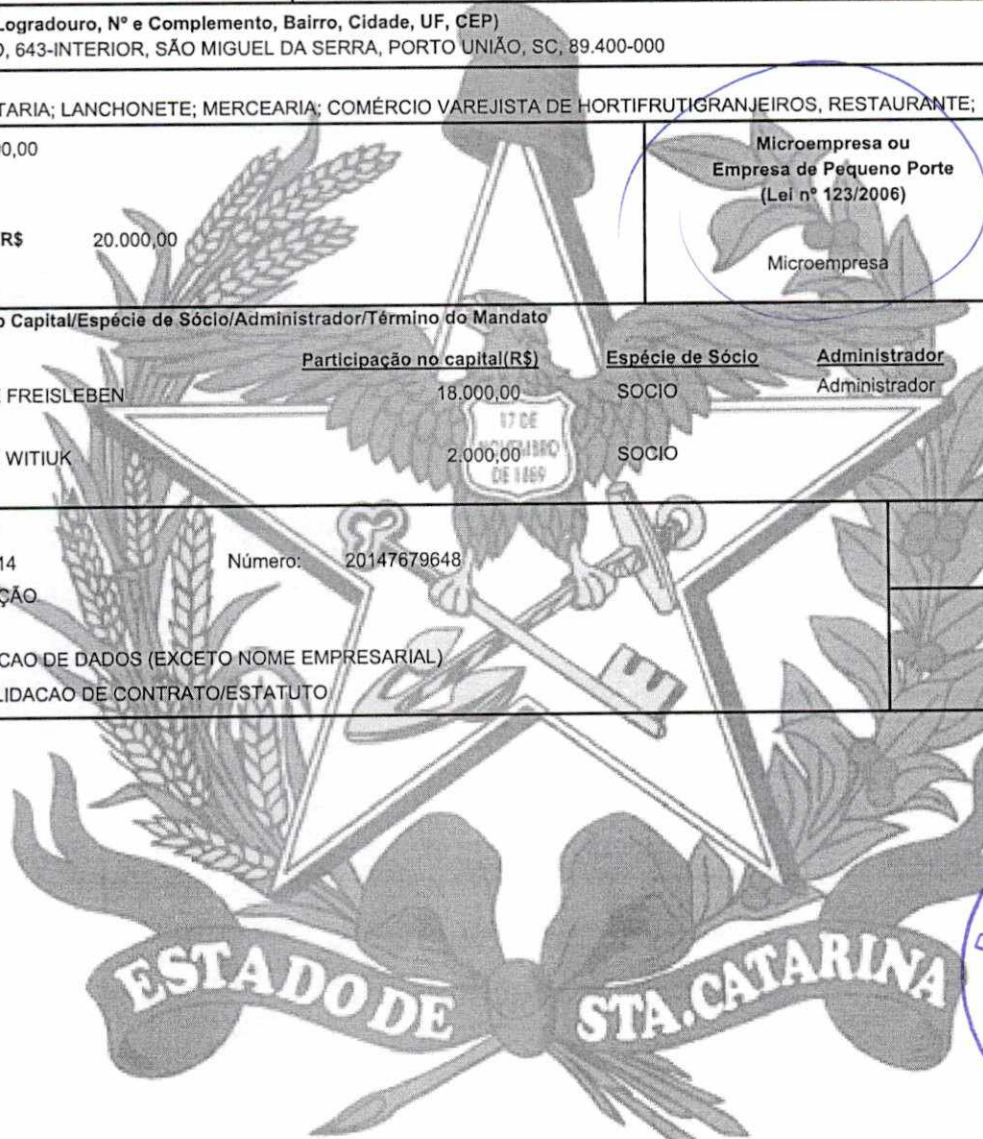 Logradouro, Nº e Complemento, Bairro, Cidade, UF, CEP)
O, 643-INTERIOR, SÃO MIGUEL DA SERRA, PORTO UNIÃO, SC, 89.400-000
TARIA; LANCHONETE; MERCEARIA; COMÉRCIO VAREJISTA DE HORTIFRUTIGRANJEIROS, RESTAURANTE;
00,00
Microempresa ou
Empresa de Pequeno Porte
(Lei nº 123/2006)
R$ 20.000,00
Microempresa
o Capital/Espécie de Sócio/Administrador/Término do Mandato
Participação no capital(R$) Espécie de Sócio Administrador
FREISLEBEN 18.000,00 SOCIO Administrador
WITIUK 2.000,00 SOCIO
17 DE
NOVEMBRO
DE 1889
14 Número: 20147679648
ÇÃO
CAO DE DADOS (EXCETO NOME EMPRESARIAL)
LIDACAO DE CONTRATO/ESTATUTO
ESTADO DE STA.CATARINA